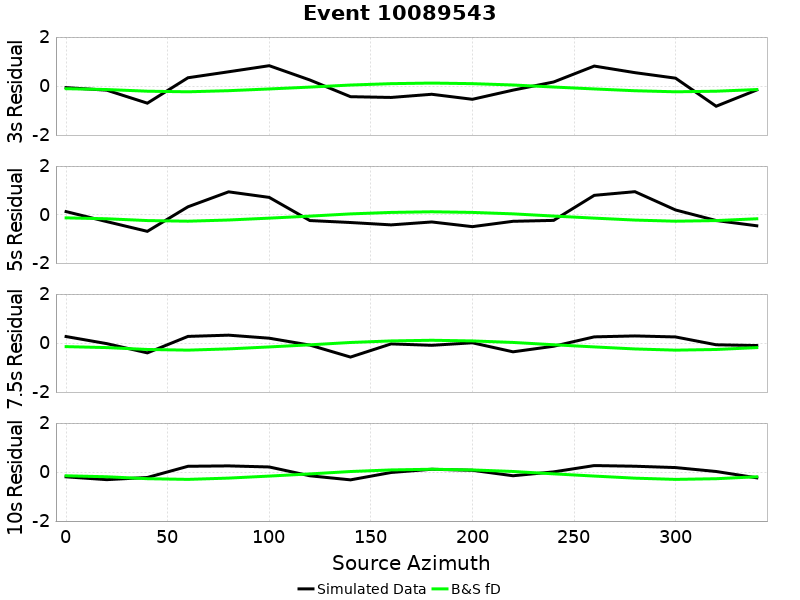 Event 10089543
3s Residual
2
0
-2
5s Residual
2
0
-2
7.5s Residual
2
0
-2
10s Residual
2
0
-2
0 50 100 150 200 250 300
Source Azimuth
Simulated Data B&S fD